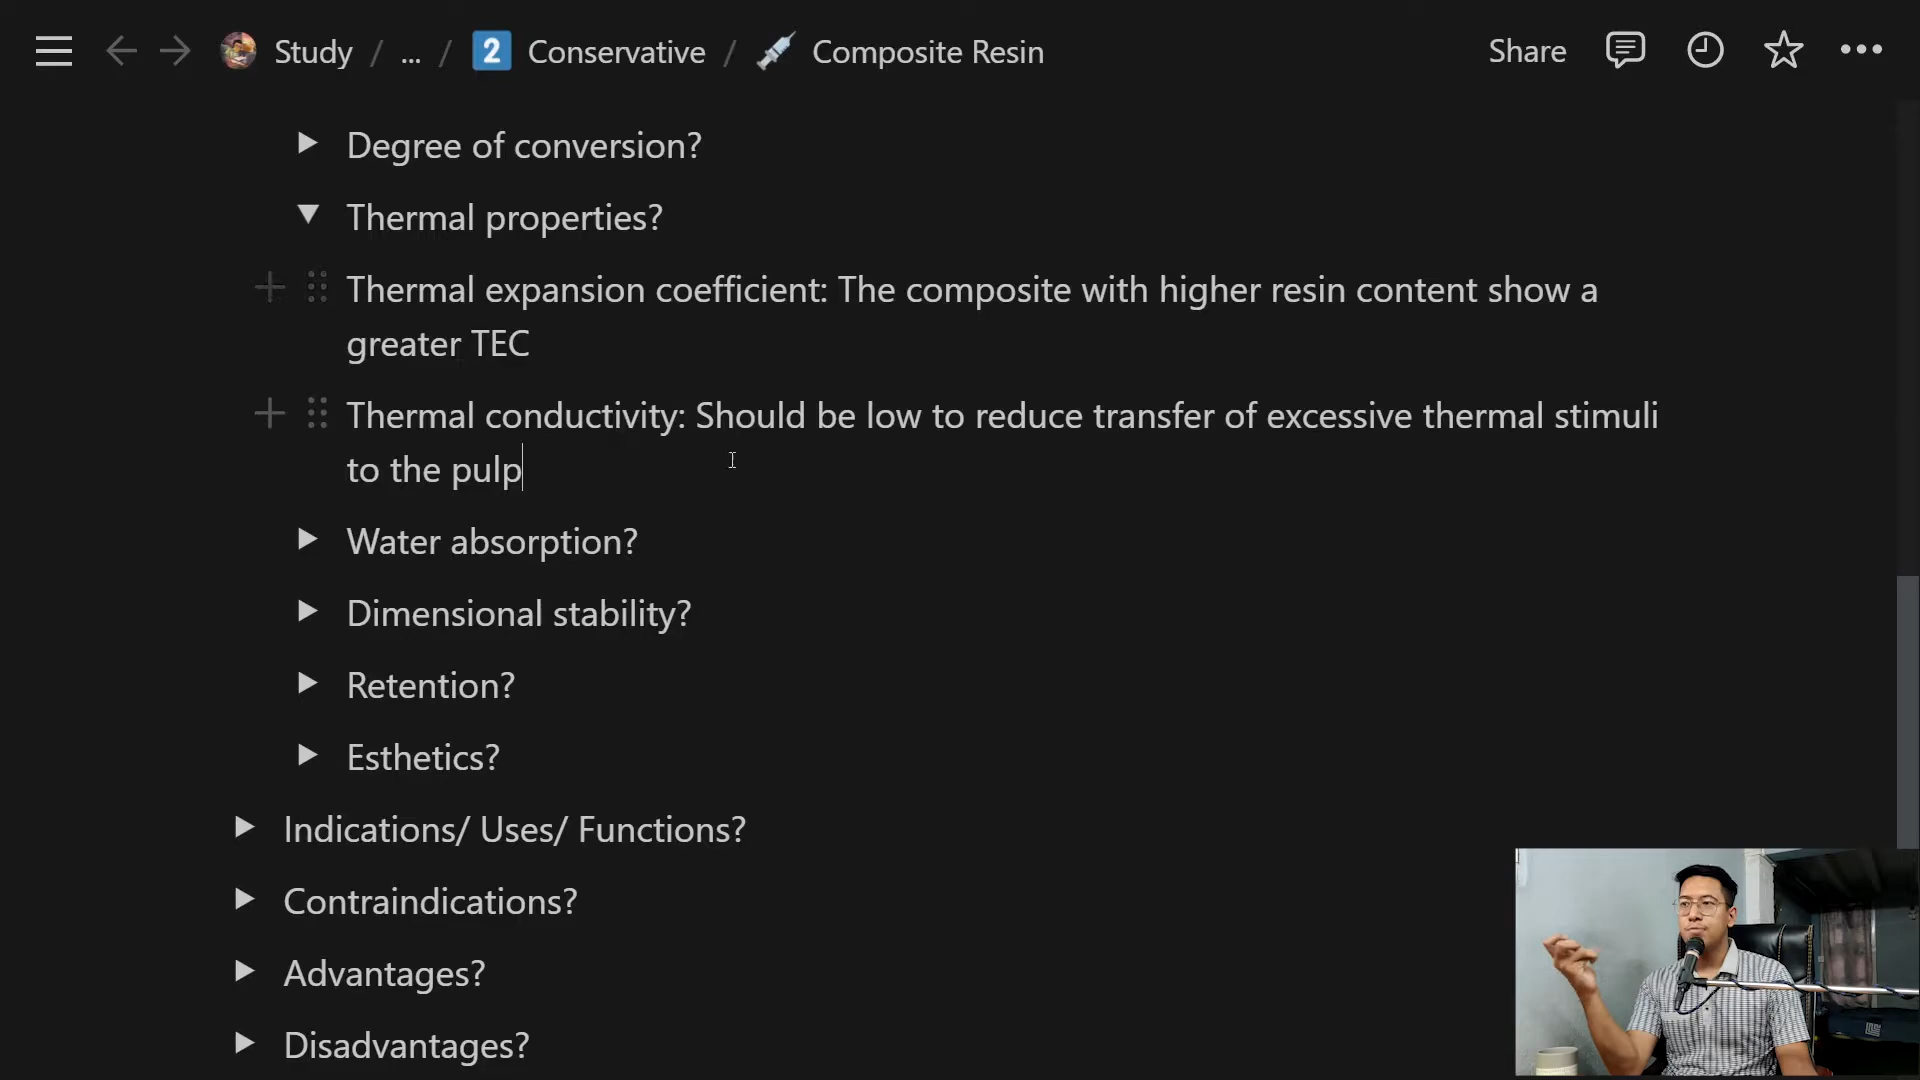 Study / ... / 2 Conservative / Composite Resin
Share
Degree of conversion?
Thermal properties?
Thermal expansion coefficient: The composite with higher resin content show a
greater TEC
Thermal conductivity: Should be low to reduce transfer of excessive thermal stimuli
to the pulp
Water absorption?
Dimensional stability?
Retention?
Esthetics?
Indications/ Uses/ Functions?
Contraindications?
Advantages?
Disadvantages?